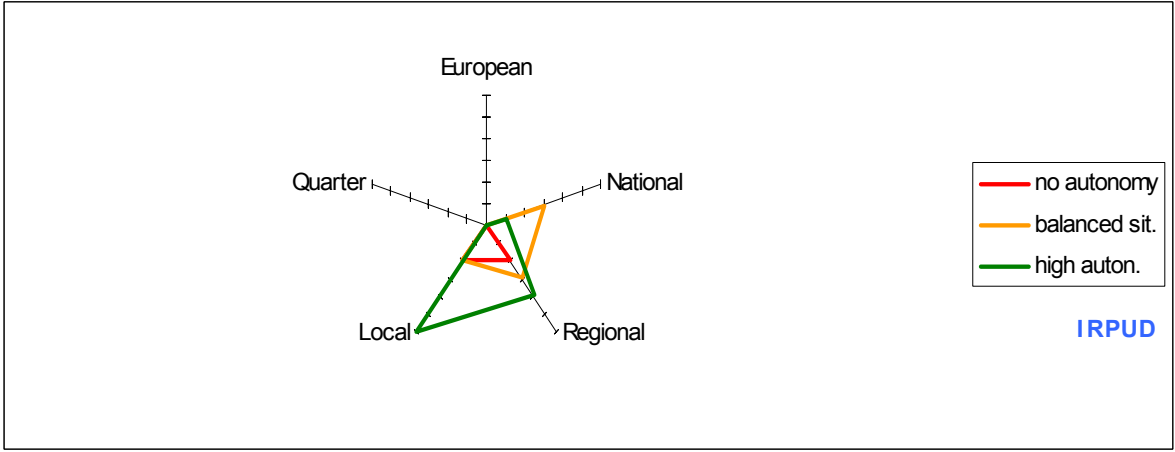 European
Quarter
National
Local
Regional
no autonomy
balanced sit.
high auton.
IRPUD